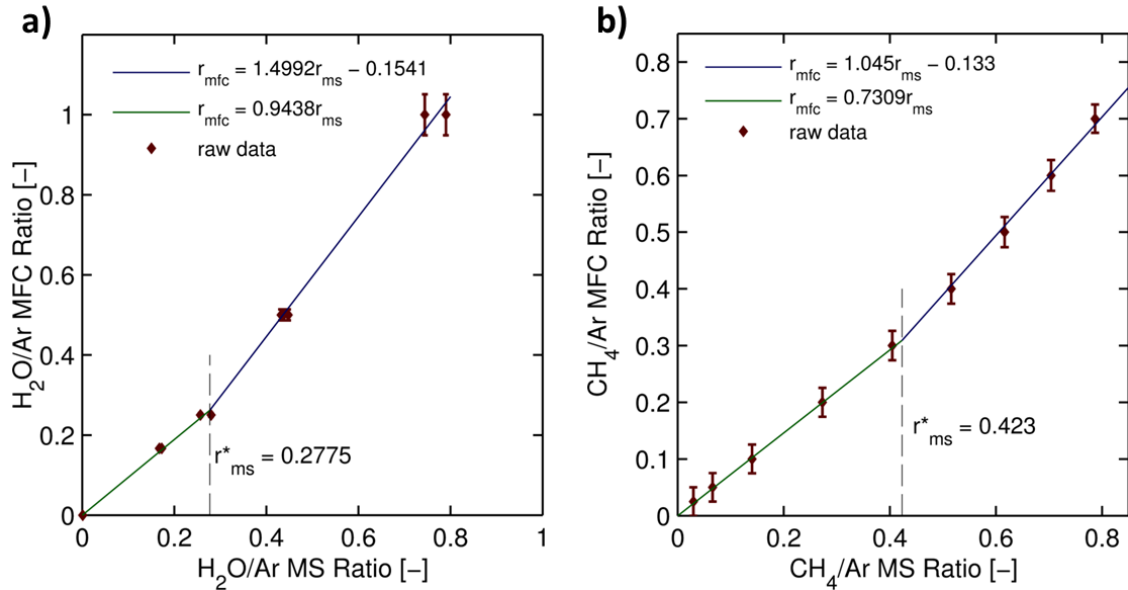 a)
r_mfc = 1.4992r_ms − 0.1541
r_mfc = 0.9438r_ms
raw data
H₂O/Ar MFC Ratio [−]
1
0.8
0.6
0.4
0.2
0
r*_ms = 0.2775
0 0.2 0.4 0.6 0.8 1
H₂O/Ar MS Ratio [−]
b)
r_mfc = 1.045r_ms − 0.133
r_mfc = 0.7309r_ms
raw data
CH₄/Ar MFC Ratio [−]
0.8
0.7
0.6
0.5
0.4
0.3
0.2
0.1
0
r*_ms = 0.423
0 0.2 0.4 0.6 0.8
CH₄/Ar MS Ratio [−]